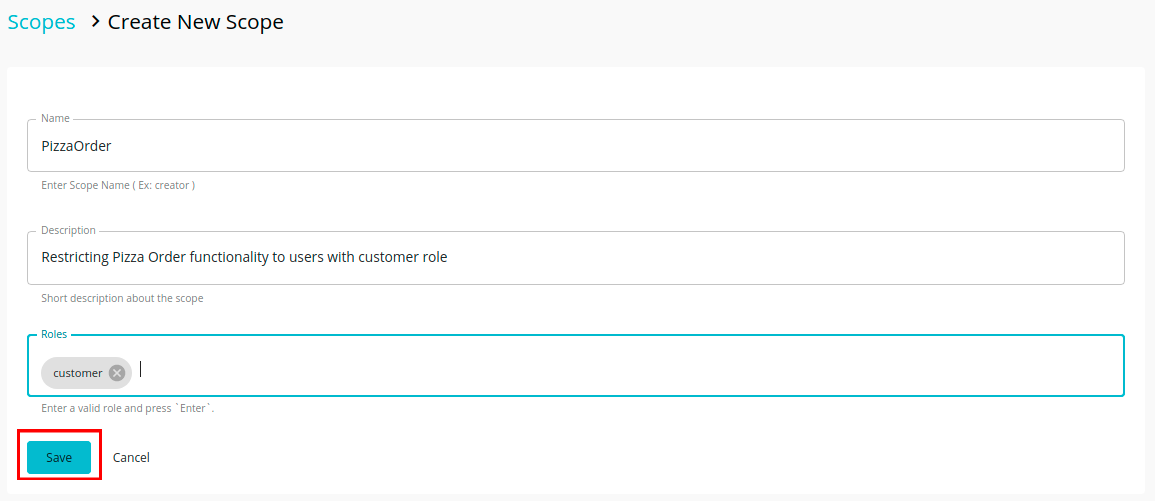 Scopes > Create New Scope
Name
PizzaOrder
Enter Scope Name ( Ex: creator )
Description
Restricting Pizza Order functionality to users with customer role
Short description about the scope
Roles
customer
Enter a valid role and press `Enter`.
Save Cancel